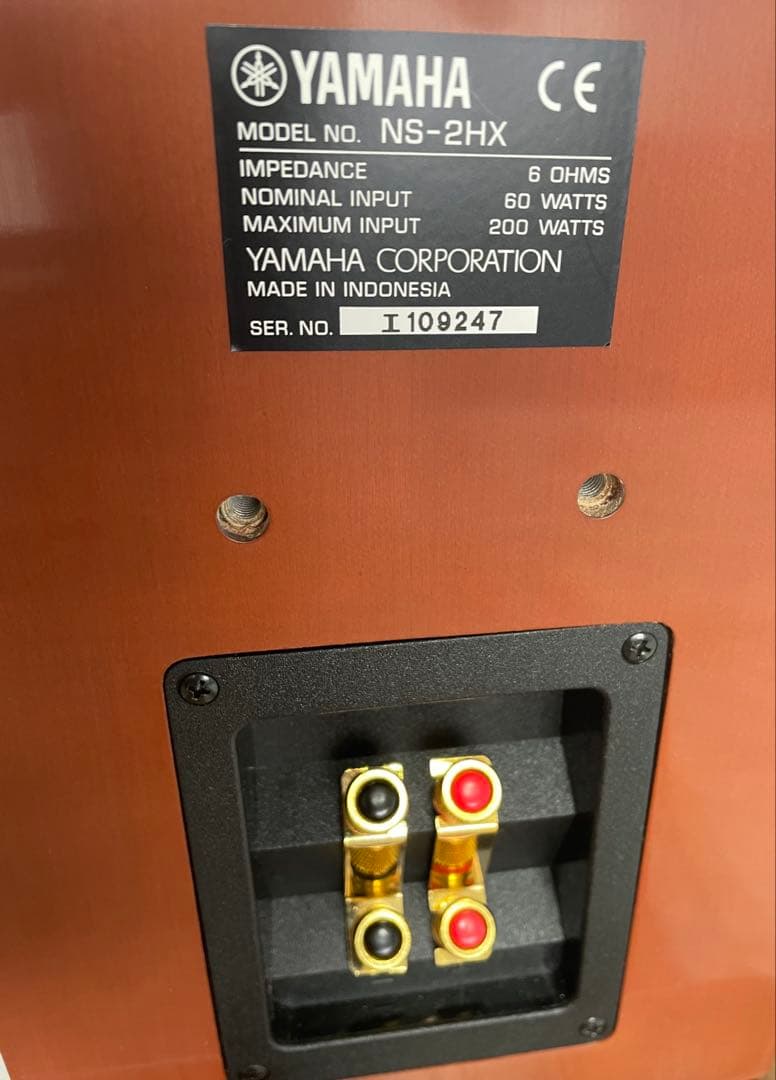 YAMAHA CE
MODEL NO. NS-2HX
IMPEDANCE 6 OHMS
NOMINAL INPUT 60 WATTS
MAXIMUM INPUT 200 WATTS
YAMAHA CORPORATION
MADE IN INDONESIA
SER. NO. I109247